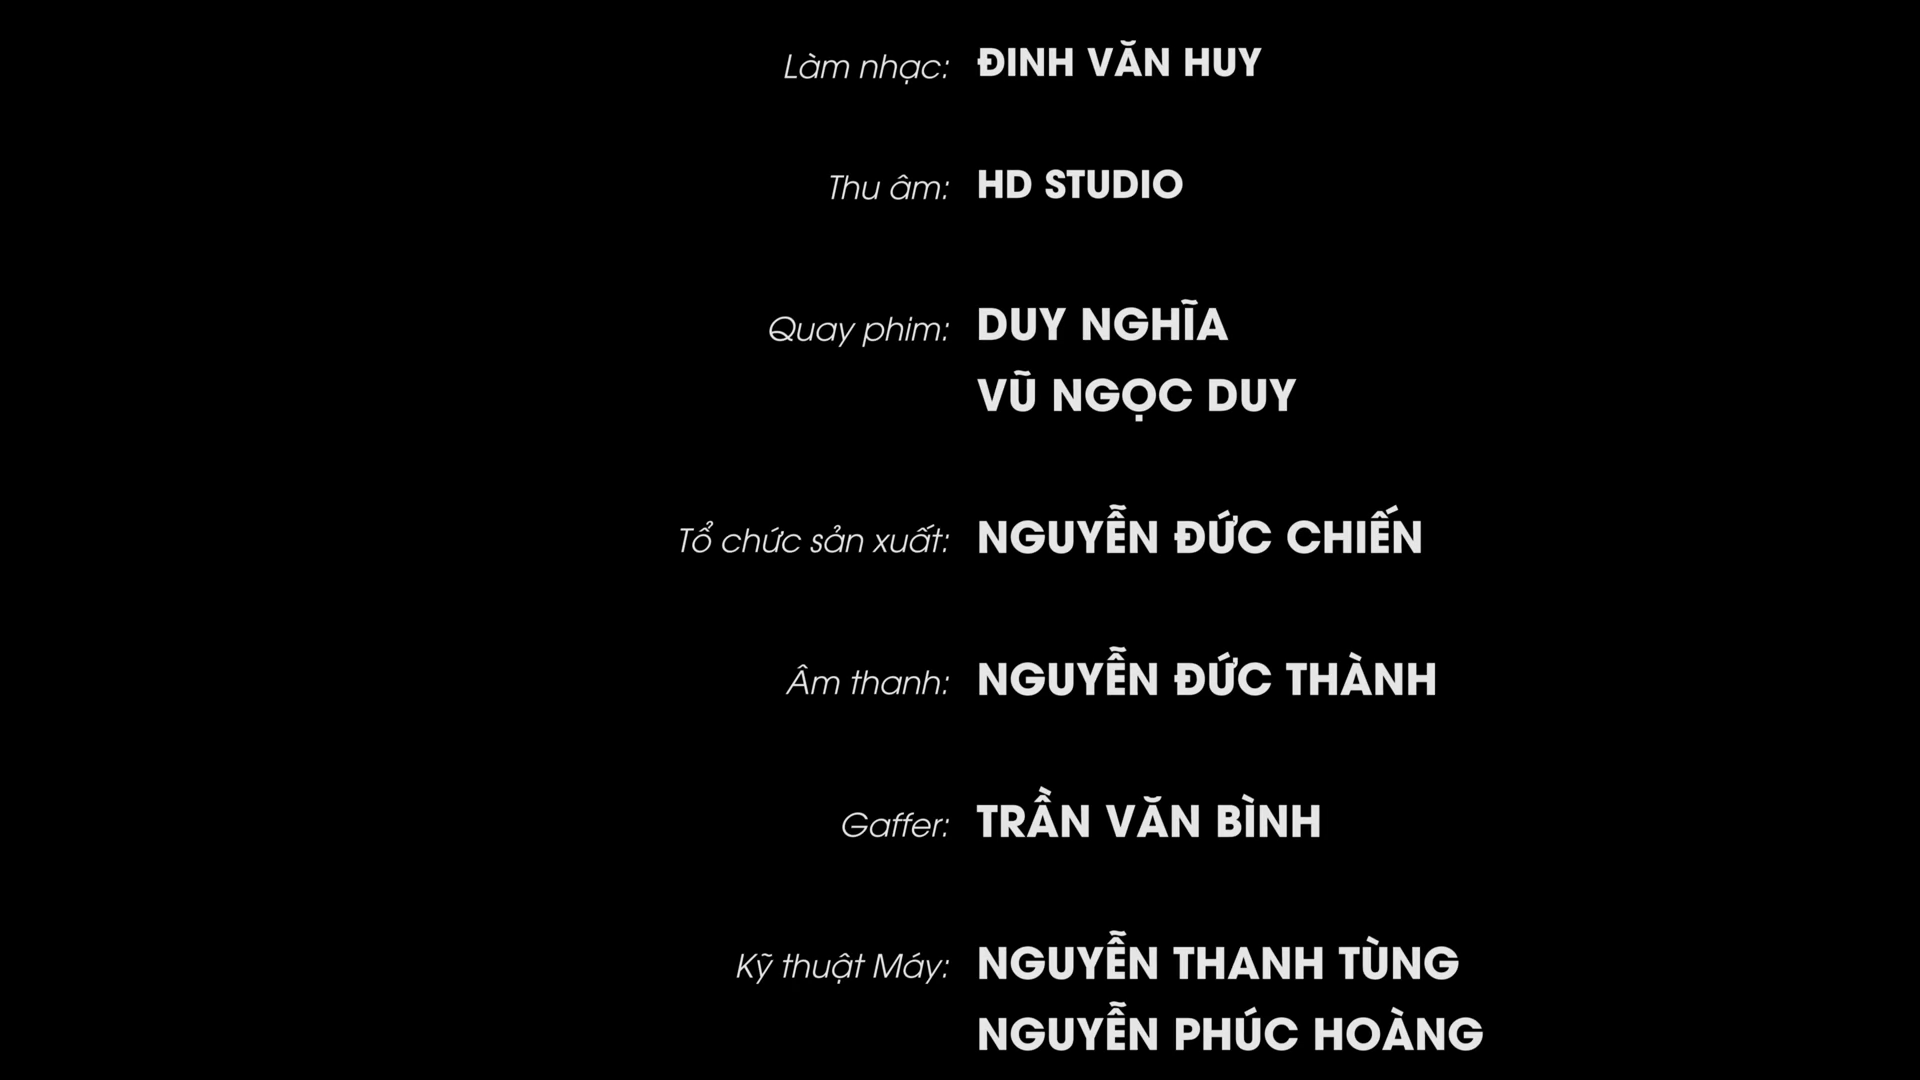 Làm nhạc: ĐINH VĂN HUY
Thu âm: HD STUDIO
Quay phim: DUY NGHĨA
VŨ NGỌC DUY
Tổ chức sản xuất: NGUYỄN ĐỨC CHIẾN
Âm thanh: NGUYỄN ĐỨC THÀNH
Gaffer: TRẦN VĂN BÌNH
Kỹ thuật Máy: NGUYỄN THANH TÙNG
NGUYỄN PHÚC HOÀNG